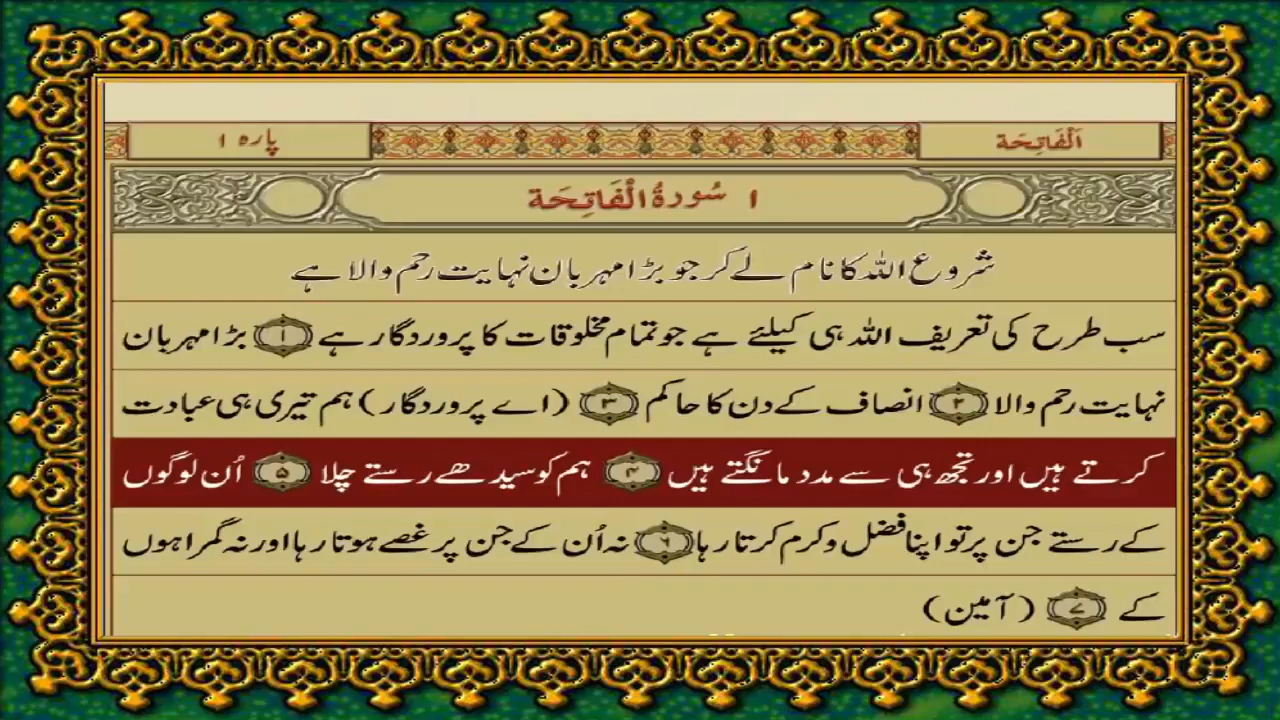 اَلْفَاتِحَة
پارہ ۱
۱ سُورۃُ الْفَاتِحَة
شروع اللہ کا نام لے کر جو بڑا مہربان نہایت رحم والا ہے
سب طرح کی تعریف اللہ ہی کیلئے ہے جو تمام مخلوقات کا پروردگار ہے ۱ بڑا مہربان
نہایت رحم والا ۲ انصاف کے دن کا حاکم ۳ (اے پروردگار) ہم تیری ہی عبادت
کرتے ہیں اور تجھ ہی سے مدد مانگتے ہیں ۴ ہم کو سیدھے رستے چلا ۵ اُن لوگوں
کے رستے جن پر تو اپنا فضل وکرم کرتا رہا ۶ نہ اُن کے جن پر غصے ہوتا رہا اور نہ گمراہوں
کے ۷ (آمین)